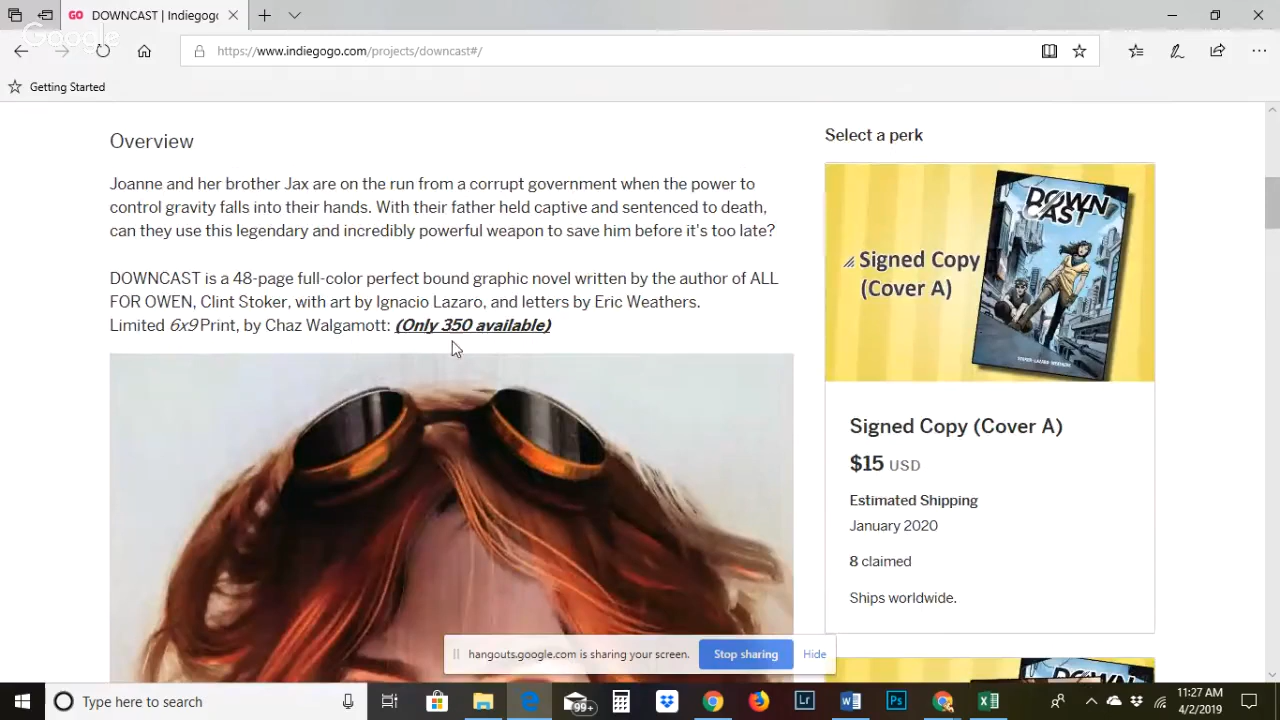 GO DOWNCAST | Indiegogo
Google
https://www.indiegogo.com/projects/downcast#/
Getting Started
Overview
Joanne and her brother Jax are on the run from a corrupt government when the power to
control gravity falls into their hands. With their father held captive and sentenced to death,
can they use this legendary and incredibly powerful weapon to save him before it's too late?
DOWNCAST is a 48-page full-color perfect bound graphic novel written by the author of ALL
FOR OWEN, Clint Stoker, with art by Ignacio Lazaro, and letters by Eric Weathers.
Limited 6x9 Print, by Chaz Walgamott: (Only 350 available)
Select a perk
DOWN
CAST
Signed Copy
(Cover A)
Signed Copy (Cover A)
$15 USD
Estimated Shipping
January 2020
8 claimed
Ships worldwide.
hangouts.google.com is sharing your screen.
Stop sharing
Hide
Type here to search
99+
Lr
Ps
11:27 AM
4/2/2019